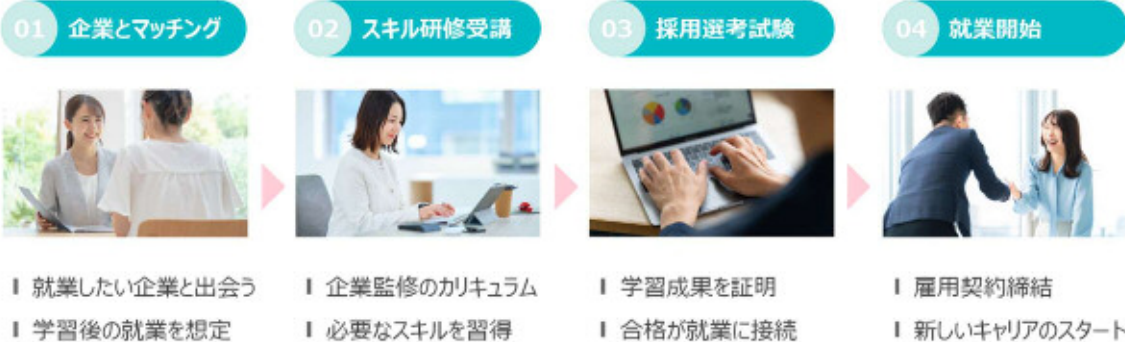 01 企業とマッチング
02 スキル研修受講
03 採用選考試験
04 就業開始
就業したい企業と出会う
学習後の就業を想定
企業監修のカリキュラム
必要なスキルを習得
学習成果を証明
合格が就業に接続
雇用契約締結
新しいキャリアのスタート